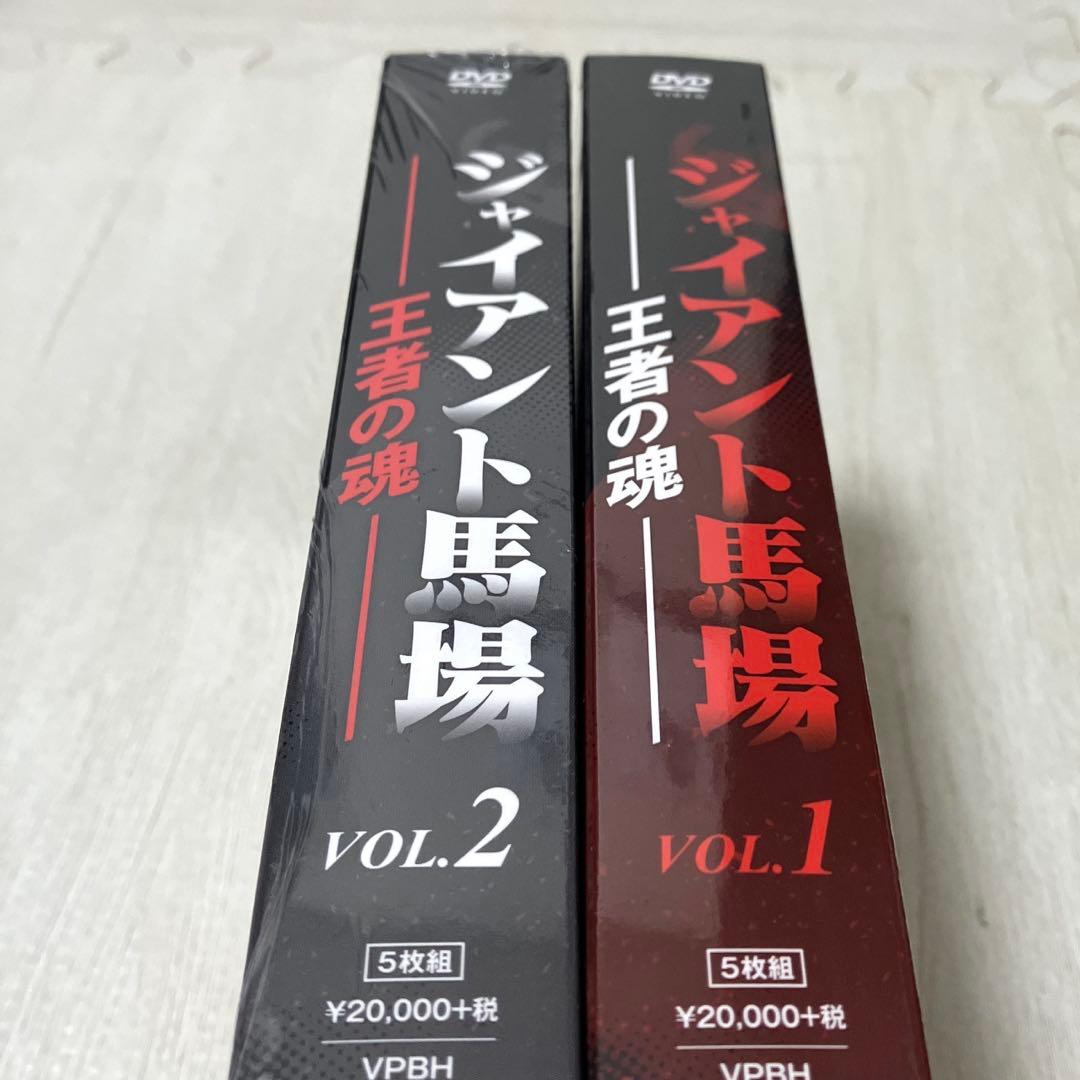 DVD
VIDEO
ジャイアント馬場
王者の魂
VOL.2
5枚組
¥20,000+税
VPBH
DVD
VIDEO
ジャイアント馬場
王者の魂
VOL.1
5枚組
¥20,000+税
VPBH